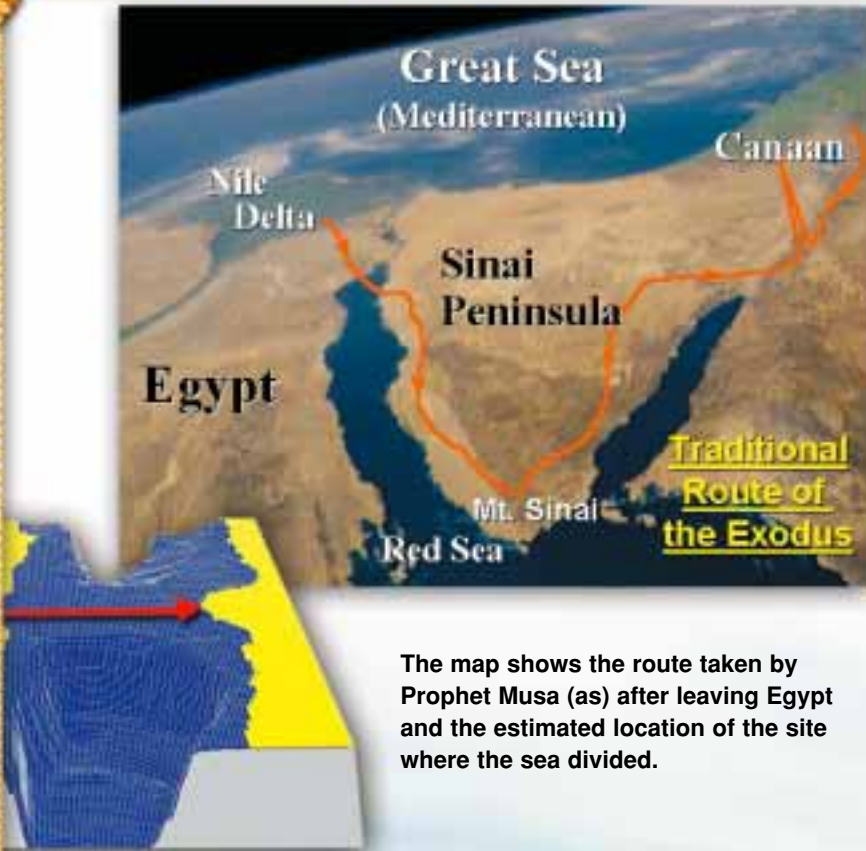 Great Sea
(Mediterranean)
Canaan
Nile
Delta
Sinai
Peninsula
Egypt
Traditional
Route of
the Exodus
Mt. Sinai
Red Sea
The map shows the route taken by
Prophet Musa (as) after leaving Egypt
and the estimated location of the site
where the sea divided.